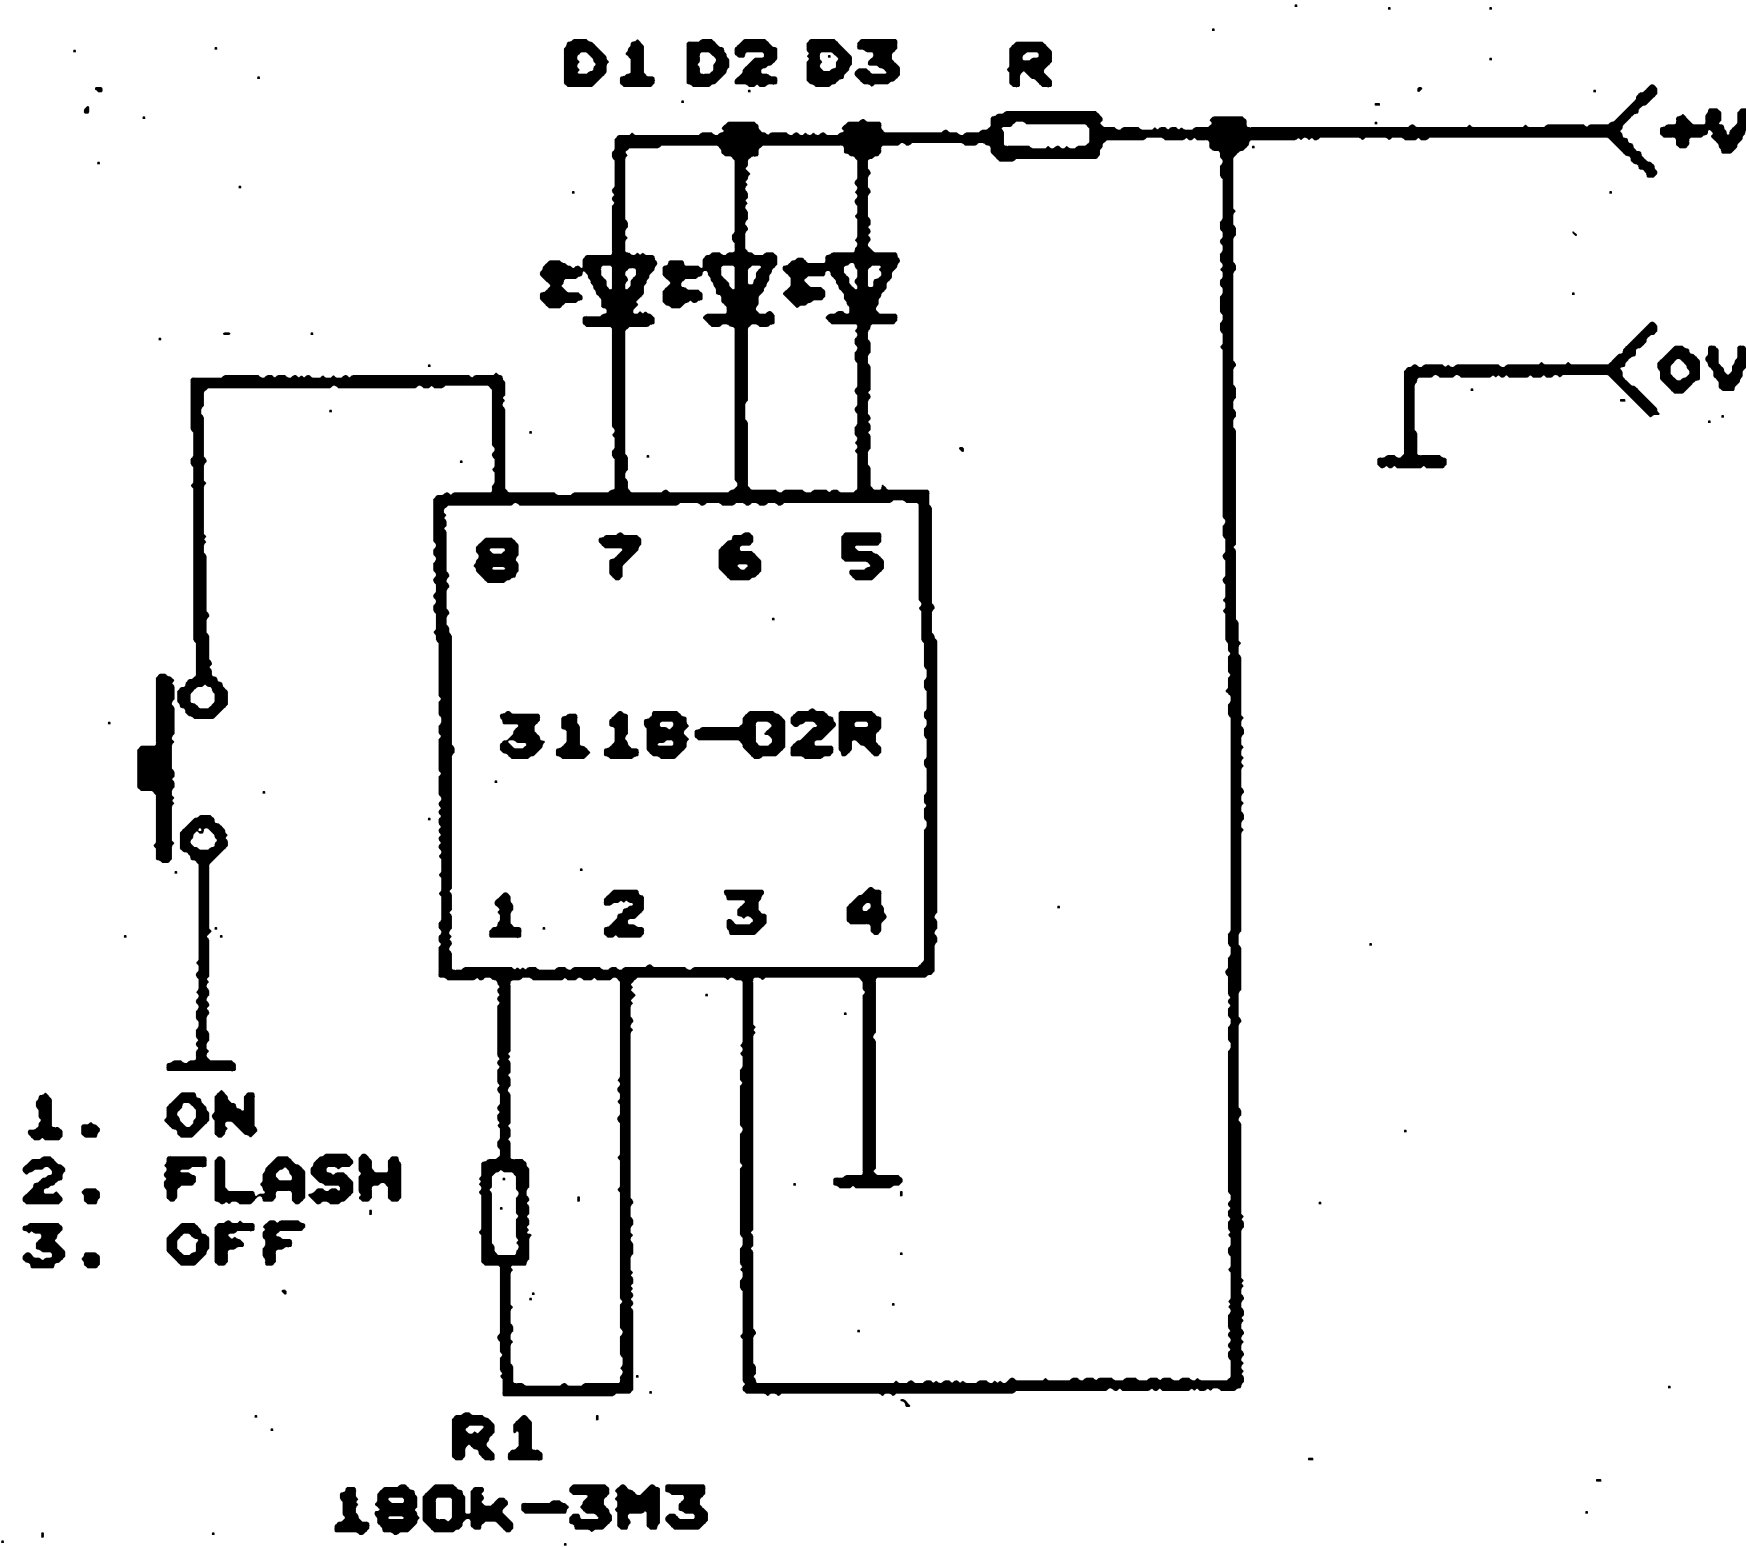 D1 D2 D3 R
+V
0V
8 7 6 5
3118-02R
1 2 3 4
1. ON
2. FLASH
3. OFF
R1
180k-3M3